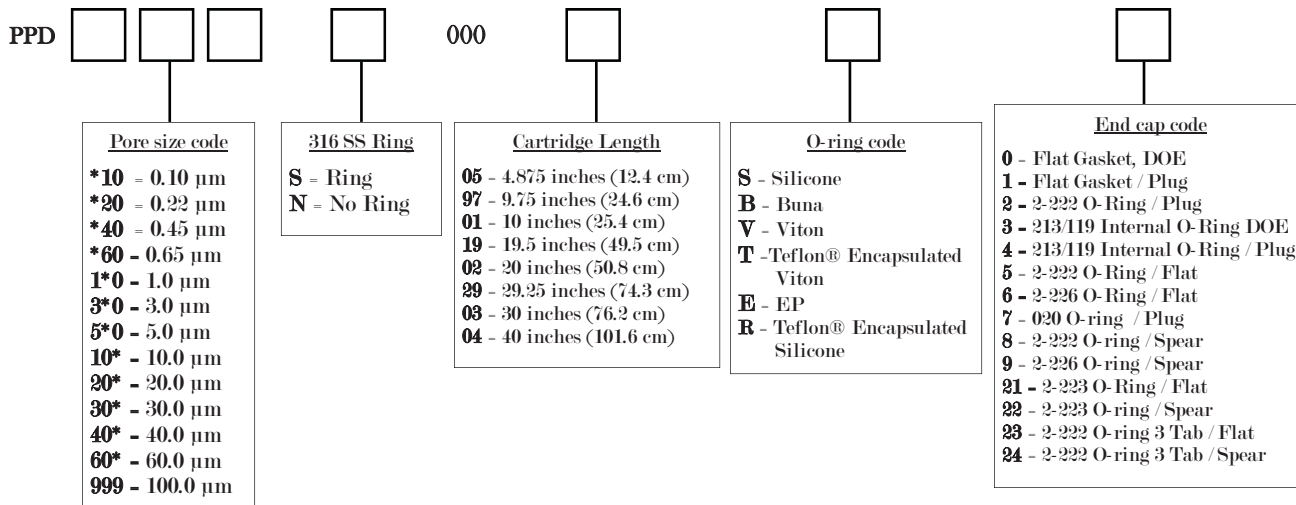 PPD 000
Pore size code
*10 = 0.10 µm
*20 = 0.22 µm
*40 = 0.45 µm
*60 – 0.65 µm
1*0 – 1.0 µm
3*0 – 3.0 µm
5*0 – 5.0 µm
10* – 10.0 µm
20* – 20.0 µm
30* – 30.0 µm
40* – 40.0 µm
60* – 60.0 µm
999 – 100.0 µm
316 SS Ring
S = Ring
N = No Ring
Cartridge Length
05 – 4.875 inches (12.4 cm)
97 – 9.75 inches (24.6 cm)
01 – 10 inches (25.4 cm)
19 – 19.5 inches (49.5 cm)
02 – 20 inches (50.8 cm)
29 – 29.25 inches (74.3 cm)
03 – 30 inches (76.2 cm)
04 – 40 inches (101.6 cm)
O-ring code
S – Silicone
B – Buna
V – Viton
T –Teflon® Encapsulated
Viton
E – EP
R – Teflon® Encapsulated
Silicone
End cap code
0 – Flat Gasket, DOE
1 – Flat Gasket / Plug
2 – 2-222 O-Ring / Plug
3 – 213/119 Internal O-Ring DOE
4 – 213/119 Internal O-Ring / Plug
5 – 2-222 O-Ring / Flat
6 – 2-226 O-Ring / Flat
7 – 020 O-ring / Plug
8 – 2-222 O-ring / Spear
9 – 2-226 O-ring / Spear
21 – 2-223 O-Ring / Flat
22 – 2-223 O-ring / Spear
23 – 2-222 O-ring 3 Tab / Flat
24 – 2-222 O-ring 3 Tab / Spear